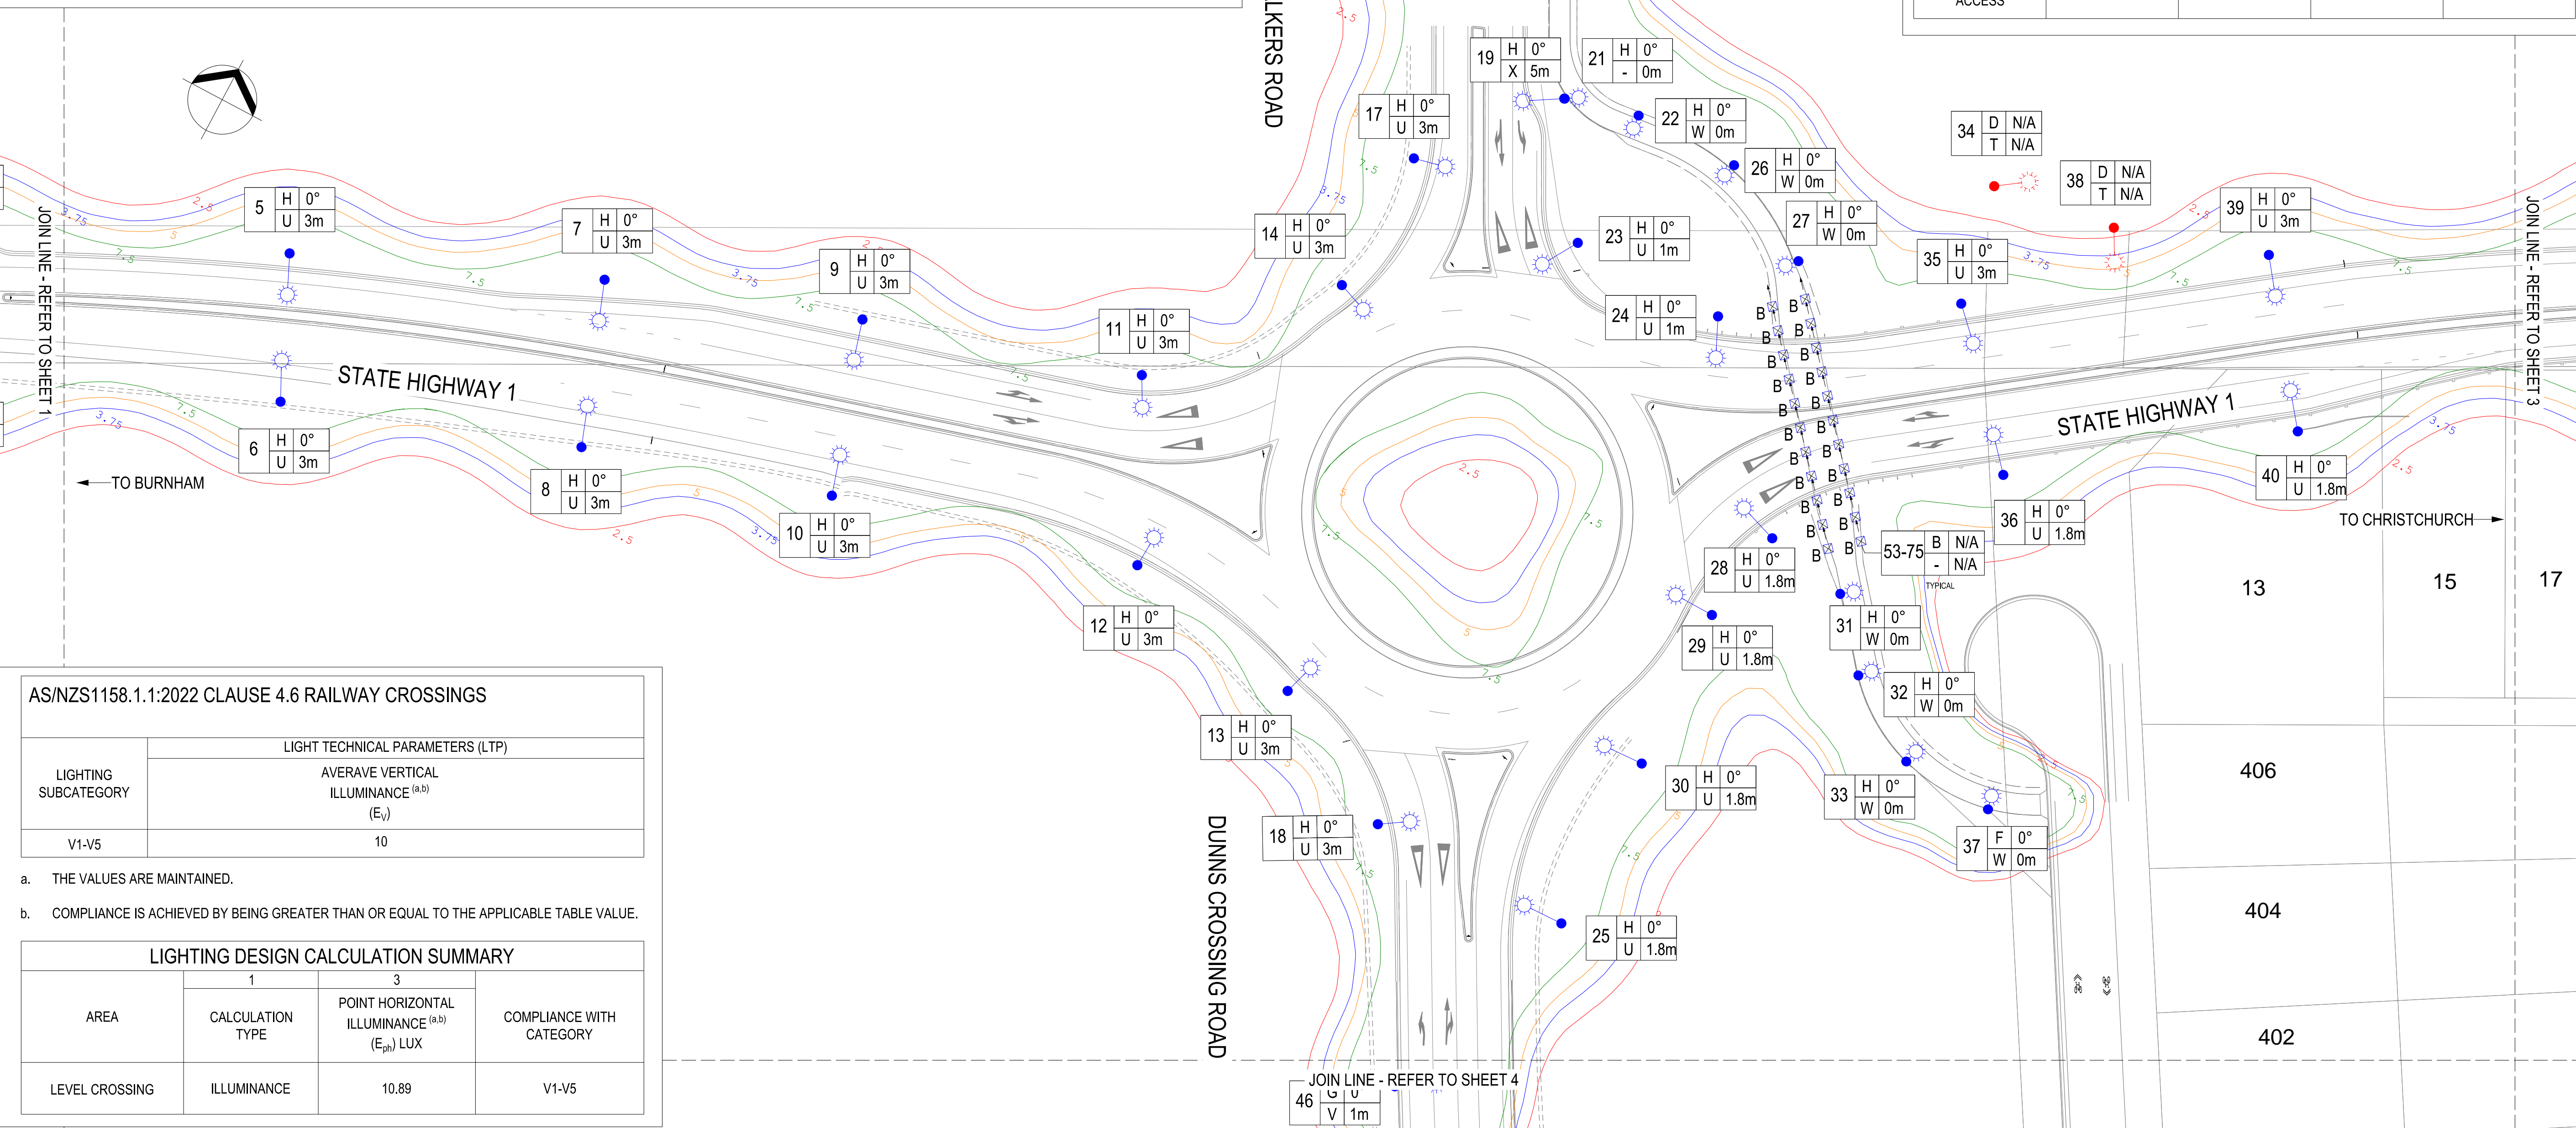 ACCESS
ALKERS ROAD
2.5
19 H 0°
X 5m
21 H 0°
- 0m
17 H 0°
U 3m
22 H 0°
W 0m
34 D N/A
T N/A
26 H 0°
W 0m
38 D N/A
T N/A
5 H 0°
U 3m
7 H 0°
U 3m
9 H 0°
U 3m
14 H 0°
U 3m
23 H 0°
U 1m
27 H 0°
W 0m
39 H 0°
U 3m
35 H 0°
U 3m
11 H 0°
U 3m
24 H 0°
U 1m
JOIN LINE - REFER TO SHEET 1
JOIN LINE - REFER TO SHEET 3
STATE HIGHWAY 1
STATE HIGHWAY 1
6 H 0°
U 3m
8 H 0°
U 3m
10 H 0°
U 3m
TO BURNHAM
TO CHRISTCHURCH
40 H 0°
U 1.8m
36 H 0°
U 1.8m
53-75 B N/A
- N/A
TYPICAL
28 H 0°
U 1.8m
13
15
17
12 H 0°
U 3m
29 H 0°
U 1.8m
31 H 0°
W 0m
32 H 0°
W 0m
13 H 0°
U 3m
30 H 0°
U 1.8m
33 H 0°
W 0m
37 F 0°
W 0m
18 H 0°
U 3m
25 H 0°
U 1.8m
406
404
402
DUNNS CROSSING ROAD
JOIN LINE - REFER TO SHEET 4
46 G 0°
V 1m
AS/NZS1158.1.1:2022 CLAUSE 4.6 RAILWAY CROSSINGS
LIGHTING SUBCATEGORY
LIGHT TECHNICAL PARAMETERS (LTP)
AVERAVE VERTICAL
ILLUMINANCE (a,b)
(EV)
V1-V5 10
a. THE VALUES ARE MAINTAINED.
b. COMPLIANCE IS ACHIEVED BY BEING GREATER THAN OR EQUAL TO THE APPLICABLE TABLE VALUE.
LIGHTING DESIGN CALCULATION SUMMARY
1 3
AREA
CALCULATION TYPE
POINT HORIZONTAL
ILLUMINANCE (a,b)
(Eph) LUX
COMPLIANCE WITH CATEGORY
LEVEL CROSSING ILLUMINANCE 10.89 V1-V5